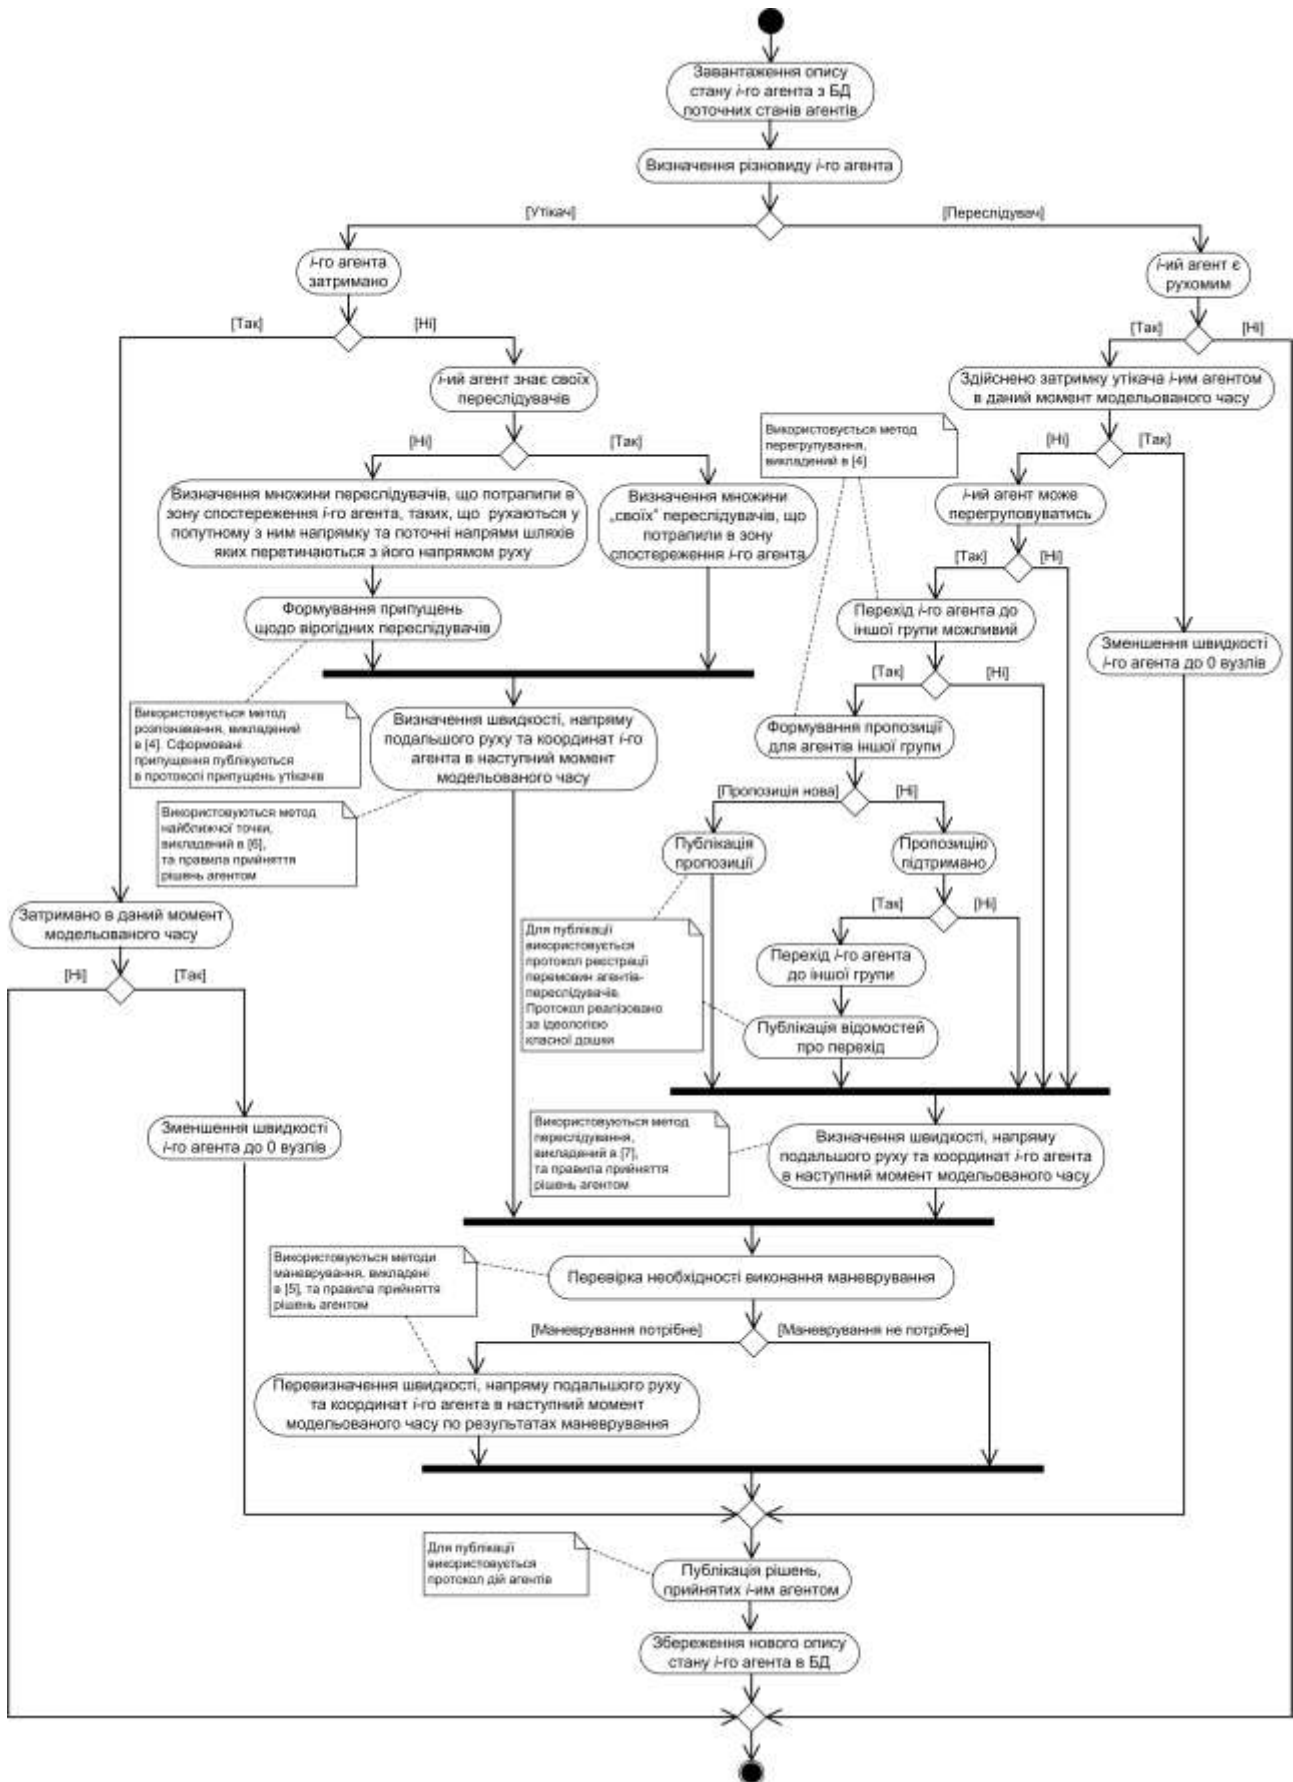 Завантаження опису
стану i-го агента з БД
поточних станів агентів
Визначення різновиду i-го агента
[Утікач]
[Переслідувач]
i-го агента
затримано
i-ий агент є
рухомим
[Так]
[Ні]
[Так]
[Ні]
i-ий агент знає своїх
переслідувачів
Здійснено затримку утікача i-им агентом
в даний момент модельованого часу
Використовується метод
перегрупування,
викладений в [4]
[Ні]
[Так]
[Ні]
[Так]
Визначення множини переслідувачів, що потрапили в
зону спостереження i-го агента, таких, що рухаються у
попутному з ним напрямку та поточні напрями шляхів
яких перетинаються з його напрямом руху
Визначення множини
„своїх" переслідувачів, що
потрапили в зону
спостереження i-го агента
i-ий агент може
перегруповуватись
[Так]
[Ні]
Формування припущень
щодо вірогідних переслідувачів
Перехід i-го агента до
іншої групи можливий
Зменшення швидкості
i-го агента до 0 вузлів
[Так]
[Ні]
Використовується метод
розпознавання, викладений
в [4]. Сформовані
припущення публікуються
в протоколі припущень утікачів
Визначення швидкості, напряму
подальшого руху та координат i-го
агента в наступний момент
модельованого часу
Формування пропозиції
для агентів іншої групи
[Пропозиція нова]
[Ні]
Використовуються метод
найближчої точки,
викладений в [6],
та правила прийняття
рішень агентом
Публікація
пропозиції
Пропозицію
підтримано
[Так]
[Ні]
Затримано в даний момент
модельованого часу
Для публікації
використовується
протокол реєстрації
перемовин агентів-
переслідувачів.
Протокол реалізовано
за ідеологією
класної дошки
Перехід i-го агента
до іншої групи
[Ні]
[Так]
Публікація відомостей
про перехід
Зменшення швидкості
i-го агента до 0 вузлів
Використовуються метод
переслідування,
викладений в [7],
та правила прийняття
рішень агентом
Визначення швидкості, напряму
подальшого руху та координат i-го агента
в наступний момент модельованого часу
Використовуються методи
маневрування, викладені
в [5], та правила прийняття
рішень агентом
Перевірка необхідності виконання маневрування
[Маневрування потрібне]
[Маневрування не потрібне]
Перевизначення швидкості, напряму подальшого руху
та координат i-го агента в наступний момент
модельованого часу по результатах маневрування
Для публікації
використовується
протокол дій агентів
Публікація рішень,
прийнятих i-им агентом
Збереження нового опису
стану i-го агента в БД